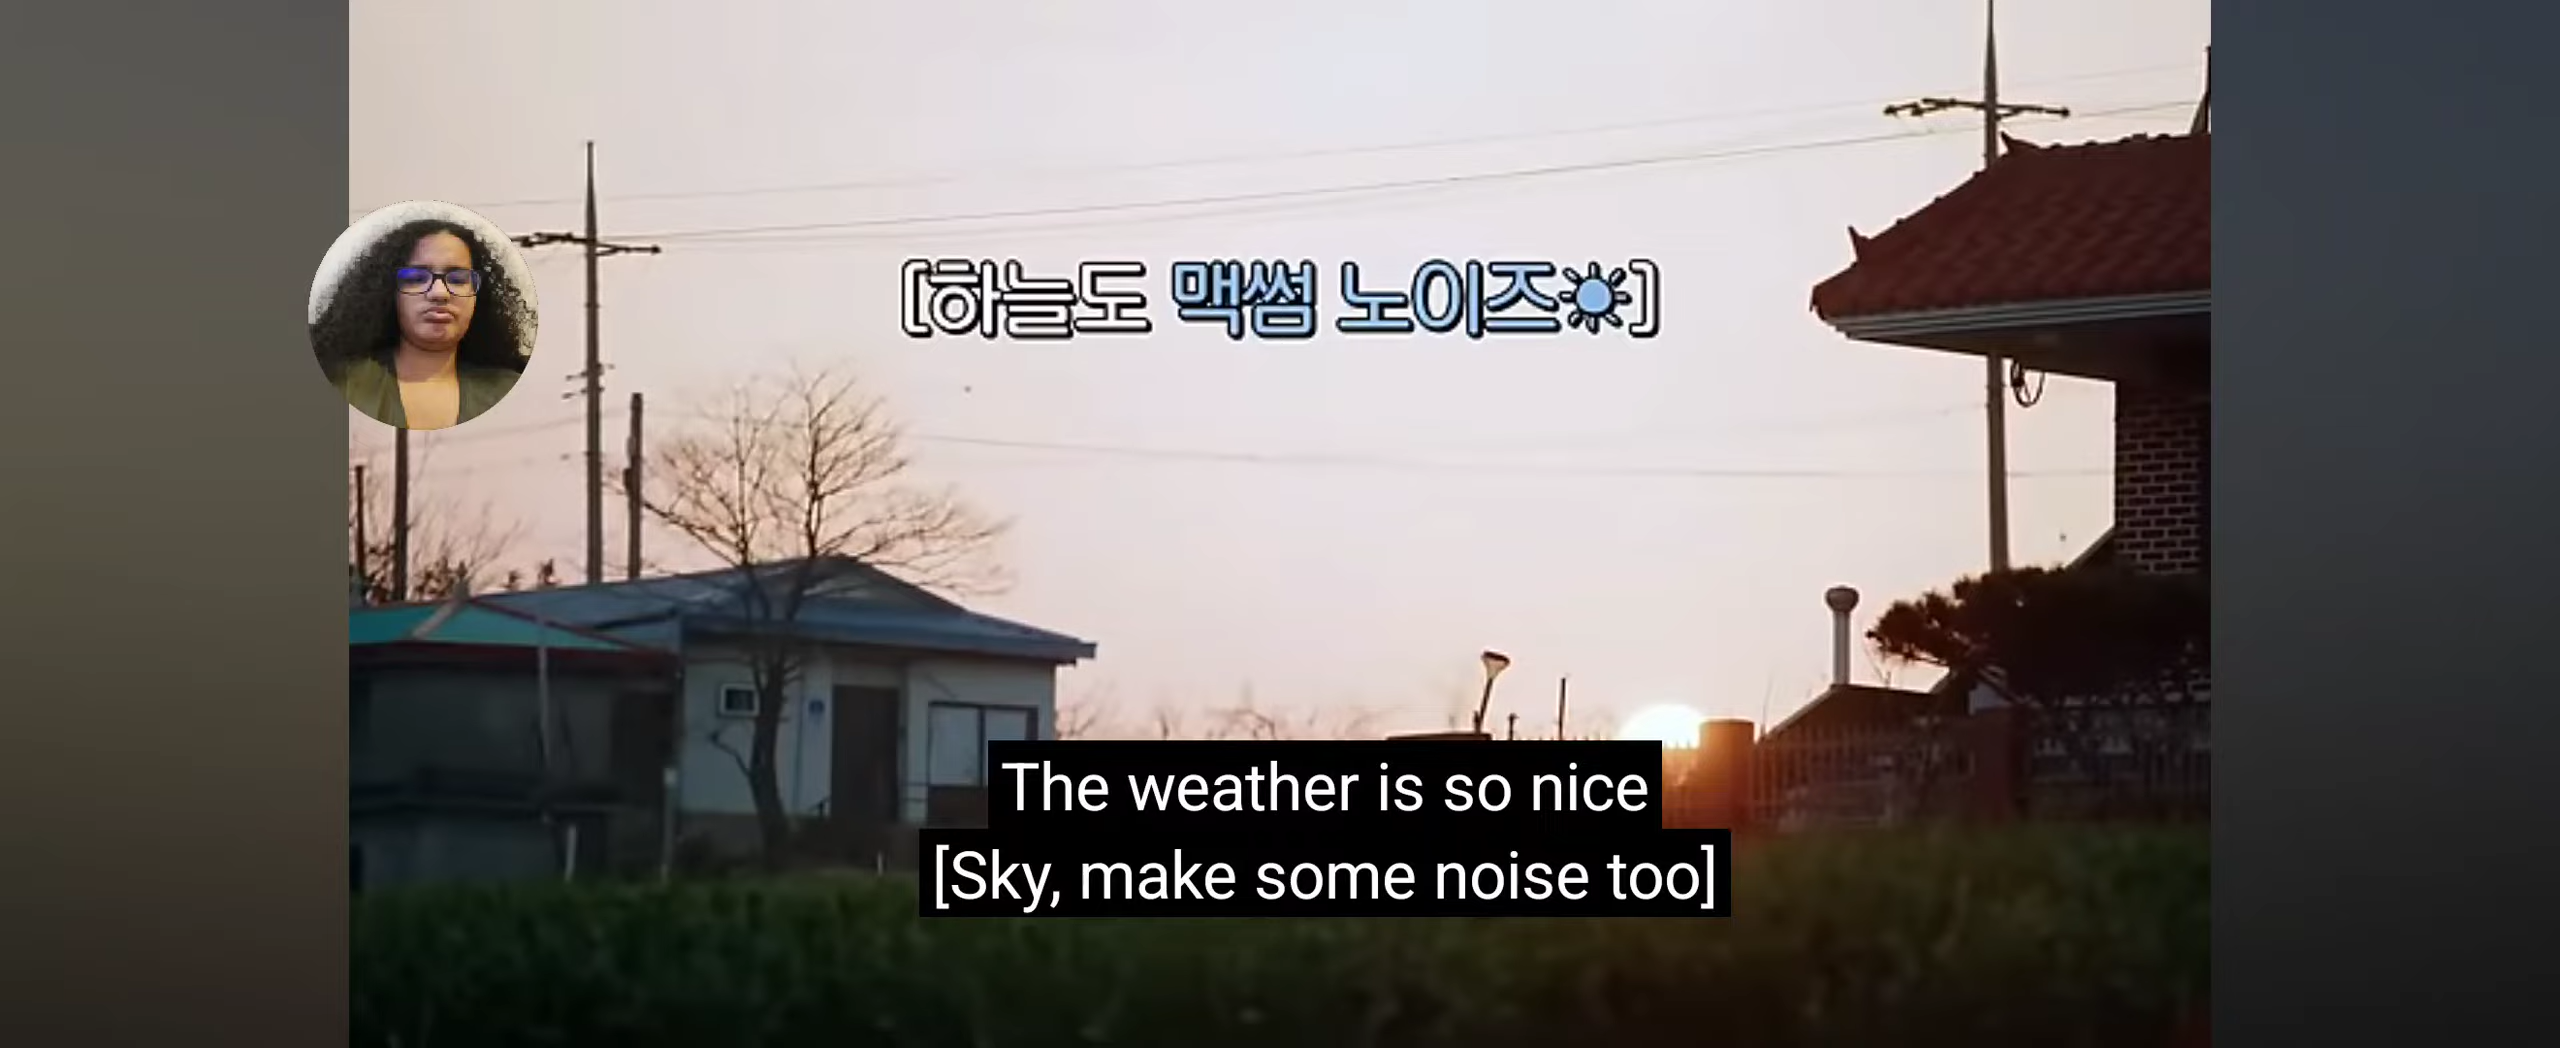 [하늘도 맥썸 노이즈☀]
The weather is so nice
[Sky, make some noise too]